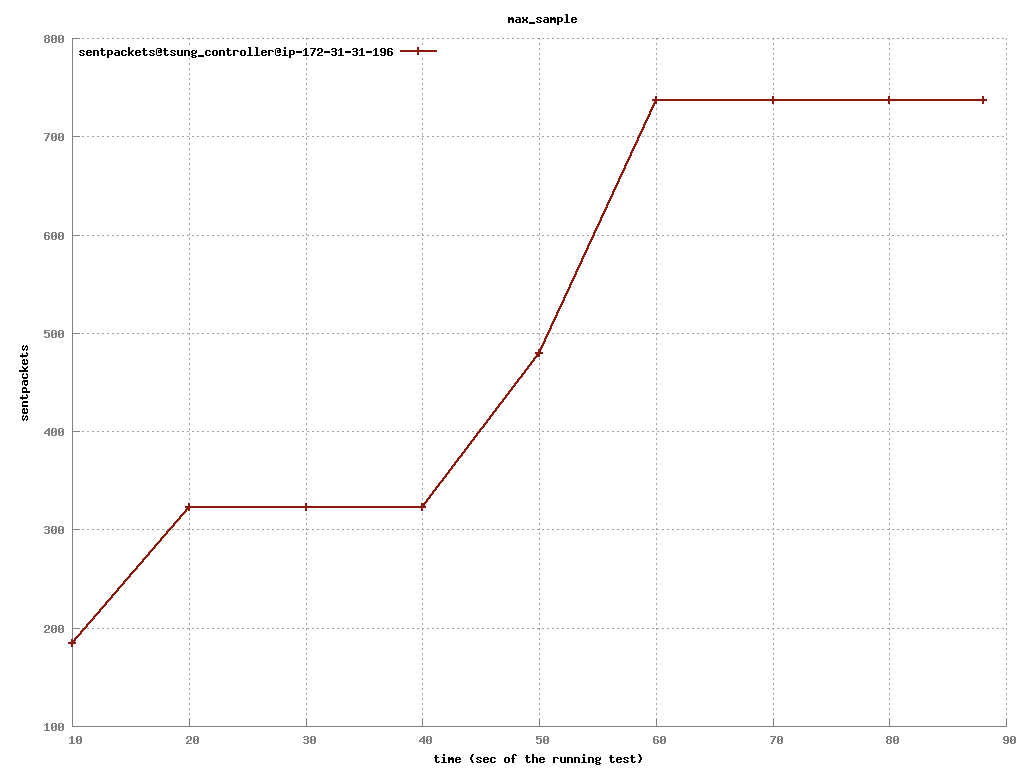 max_sample
sentpackets@tsung_controller@ip-172-31-31-196
800
700
600
500
400
300
200
100
sentpackets
10 20 30 40 50 60 70 80 90
time (sec of the running test)